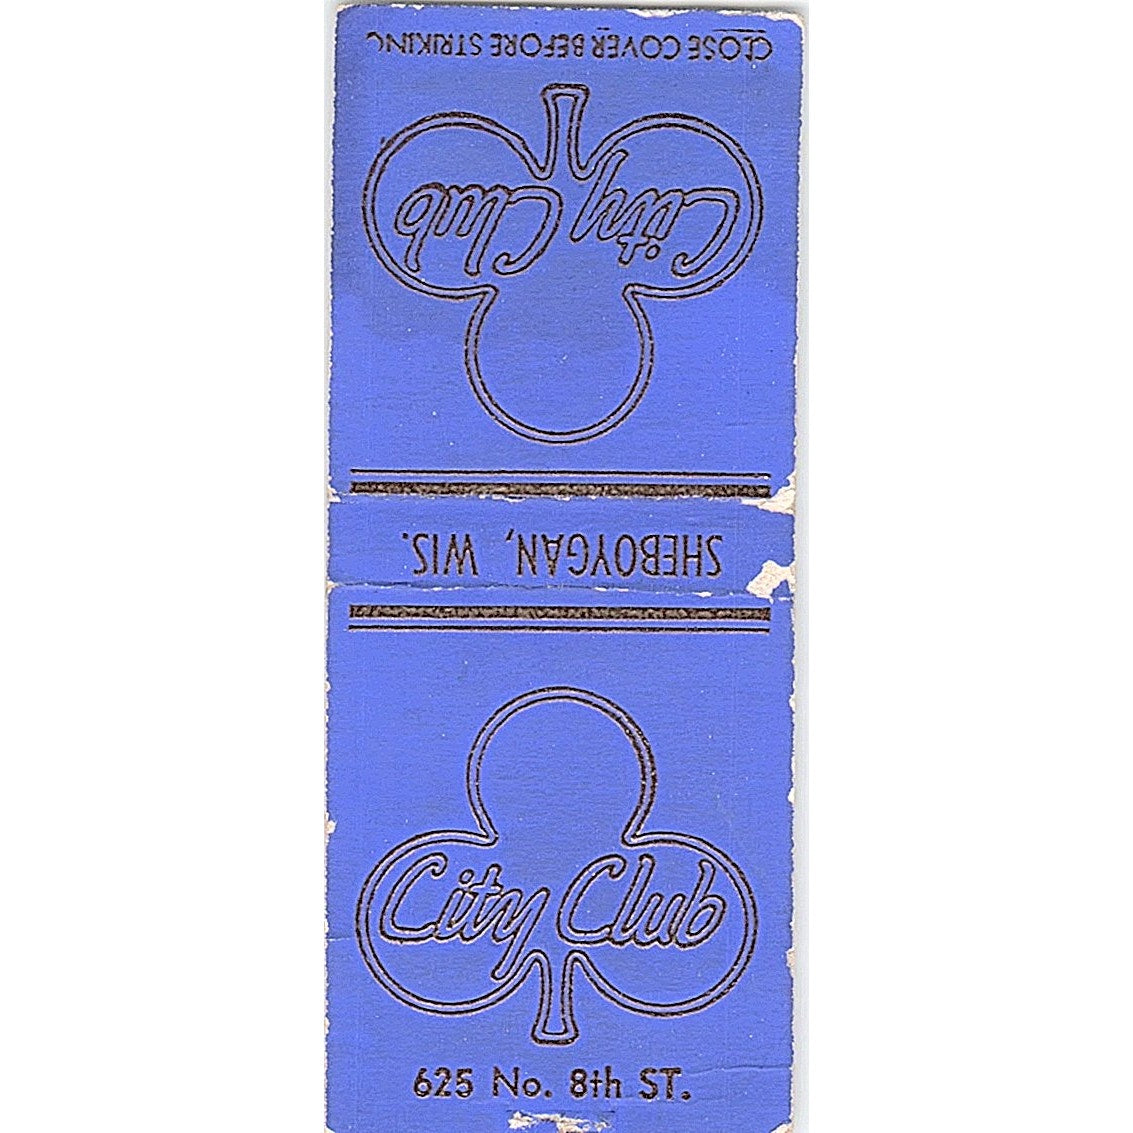 CLOSE COVER BEFORE STRIKING
City Club
SHEBOYGAN, WIS.
City Club
625 No. 8th ST.